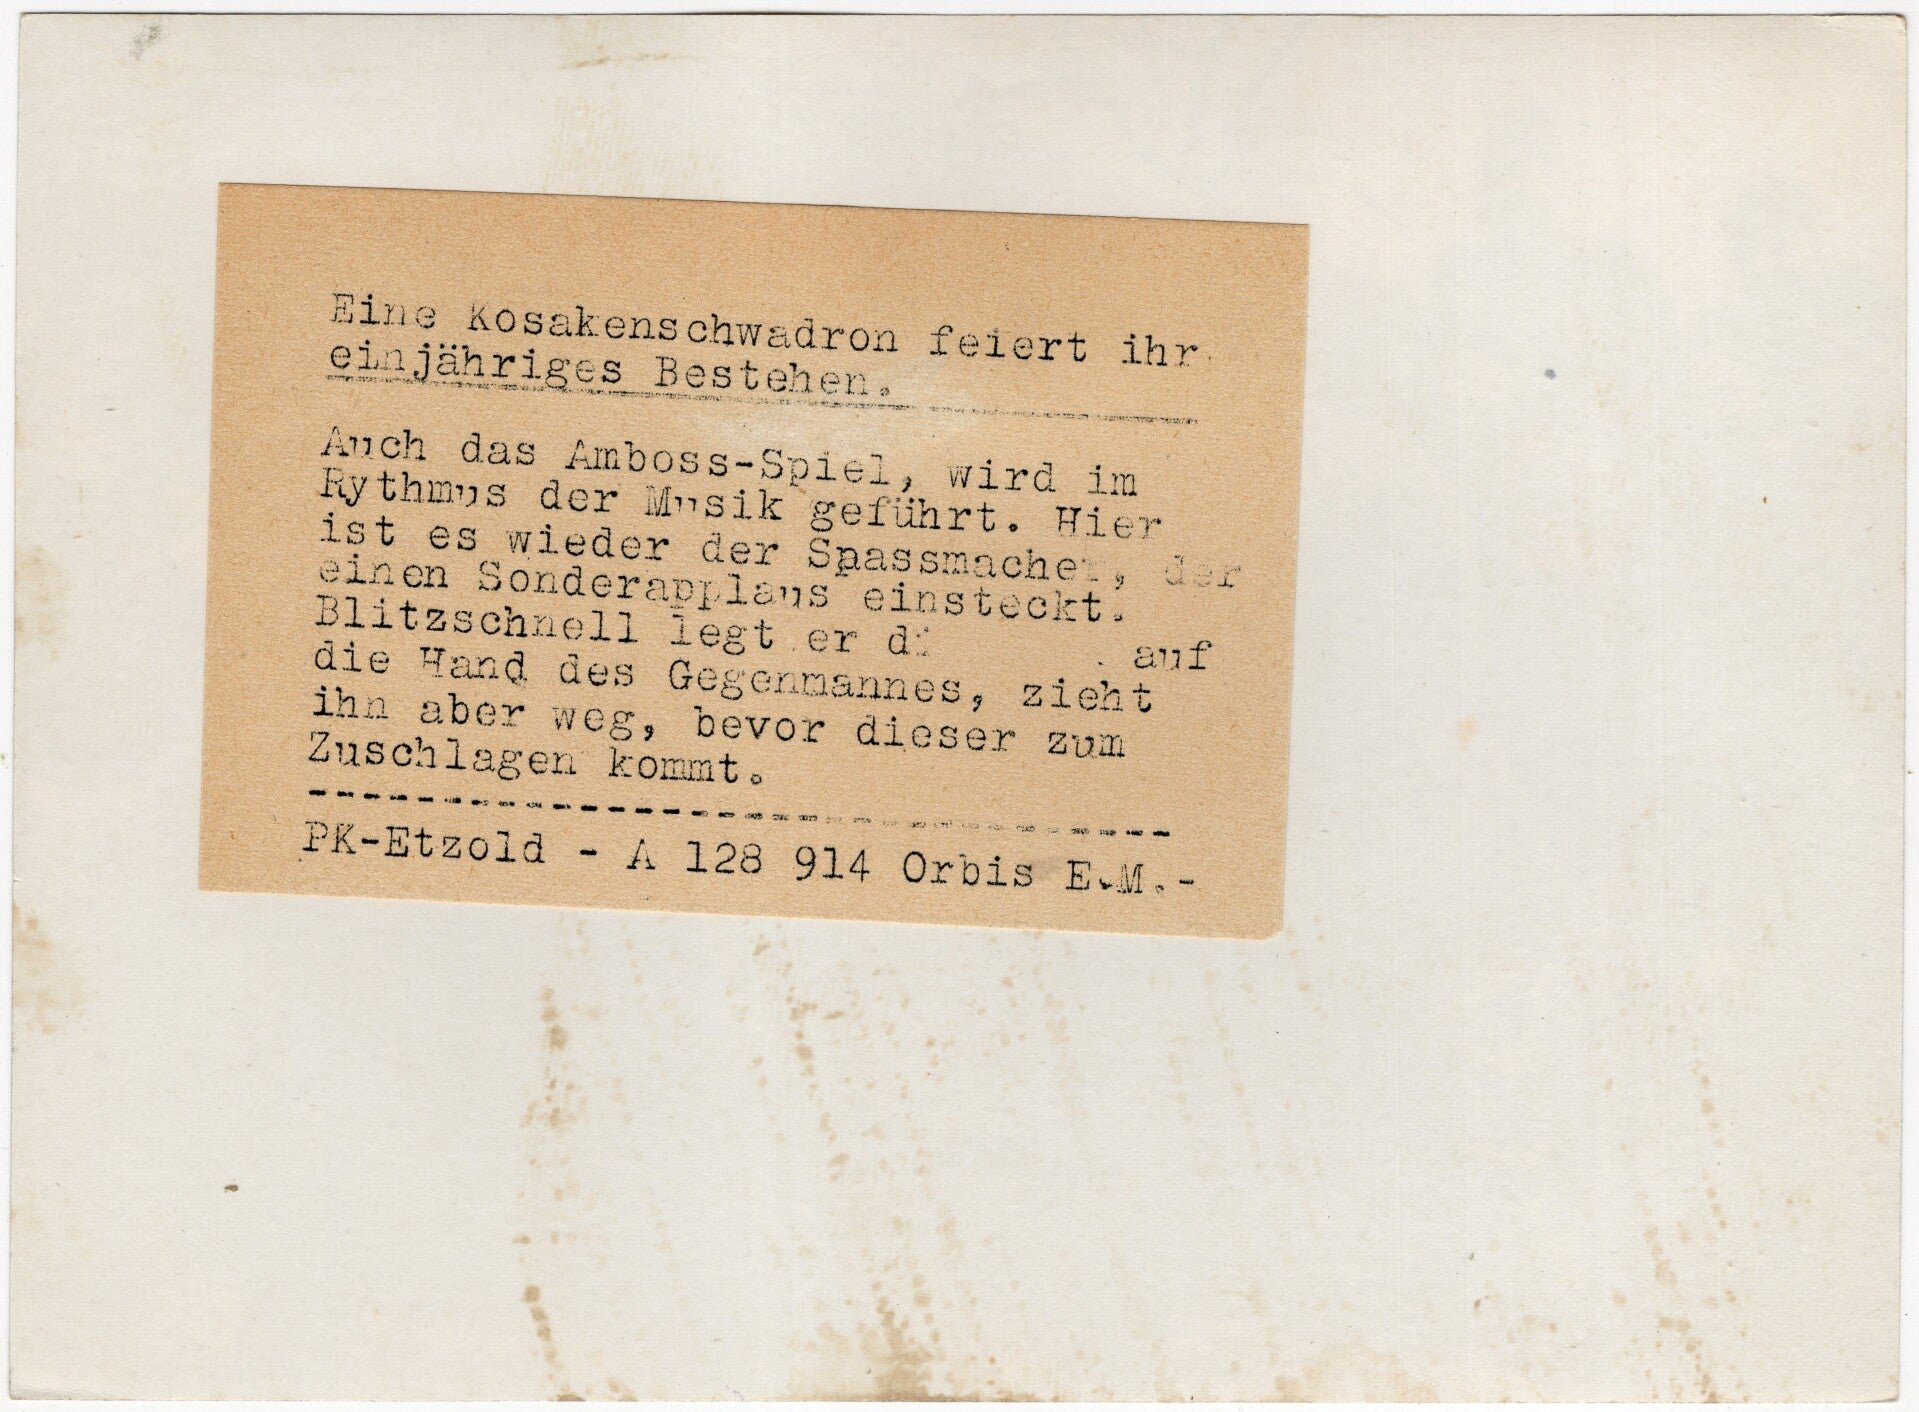 Eine Kosakenschwadron feiert ihr
einjähriges Bestehen.
Auch das Amboss-Spiel, wird im
Rythmus der Musik geführt. Hier
ist es wieder der Spassmacher, der
einen Sonderapplaus einsteckt.
Blitzschnell legt er auf
die Hand des Gegenmannes, zieht
ihn aber weg, bevor dieser zum
Zuschlagen kommt.
PK-Etzold - A 128 914 Orbis E.M.-